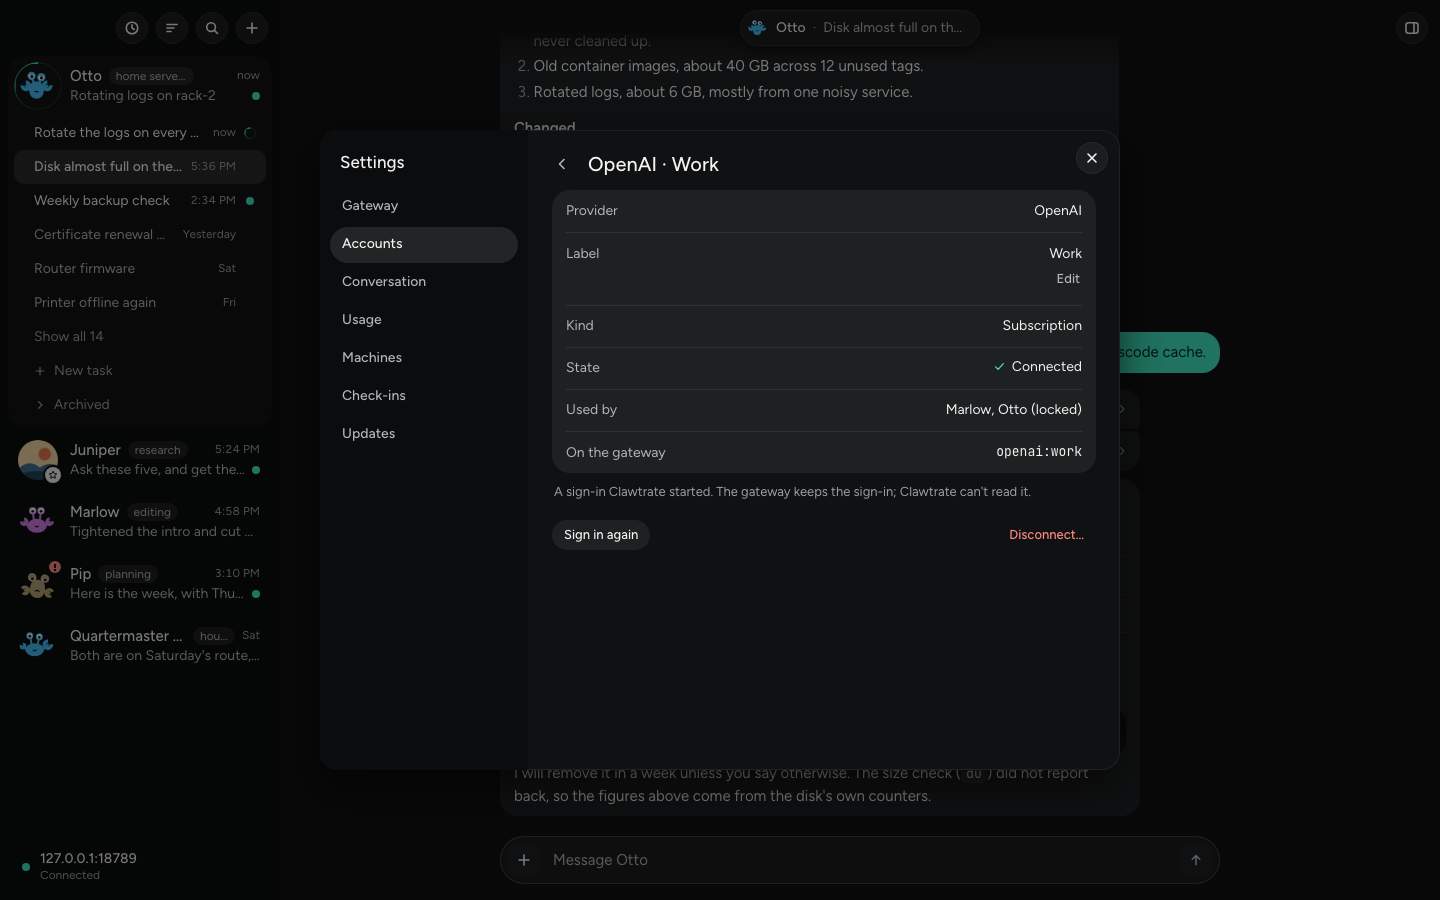 Otto · Disk almost full on th...
Otto home serve... now
Rotating logs on rack-2
Rotate the logs on every ... now
Disk almost full on the... 5:36 PM
Weekly backup check 2:34 PM
Certificate renewal ... Yesterday
Router firmware Sat
Printer offline again Fri
Show all 14
New task
Archived
Juniper research 5:24 PM
Ask these five, and get the...
Marlow editing 4:58 PM
Tightened the intro and cut ...
Pip planning 3:10 PM
Here is the week, with Thu...
Quartermaster ... hou... Sat
Both are on Saturday's route,...
127.0.0.1:18789
Connected
never cleaned up.
2. Old container images, about 40 GB across 12 unused tags.
3. Rotated logs, about 6 GB, mostly from one noisy service.
Changed
Settings
Gateway
Accounts
Conversation
Usage
Machines
Check-ins
Updates
OpenAI · Work
Provider OpenAI
Label Work
Edit
Kind Subscription
State Connected
Used by Marlow, Otto (locked)
On the gateway openai:work
A sign-in Clawtrate started. The gateway keeps the sign-in; Clawtrate can't read it.
Sign in again Disconnect...
scode cache.
I will remove it in a week unless you say otherwise. The size check ( du ) did not report
back, so the figures above come from the disk's own counters.
Message Otto